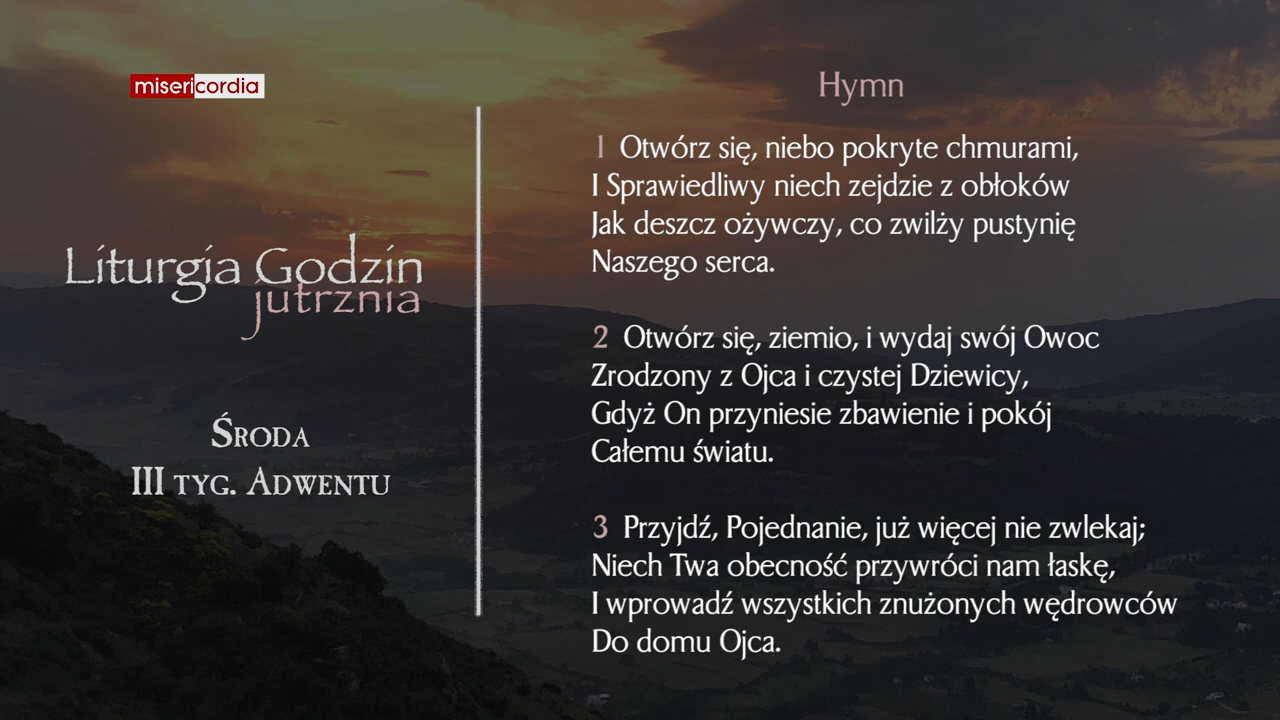 misericordia
Liturgia Godzin
jutrznia
Środa
III tyg. Adwentu
Hymn
1 Otwórz się, niebo pokryte chmurami,
I Sprawiedliwy niech zejdzie z obłoków
Jak deszcz ożywczy, co zwilży pustynię
Naszego serca.
2 Otwórz się, ziemio, i wydaj swój Owoc
Zrodzony z Ojca i czystej Dziewicy,
Gdyż On przyniesie zbawienie i pokój
Całemu światu.
3 Przyjdź, Pojednanie, już więcej nie zwlekaj;
Niech Twa obecność przywróci nam łaskę,
I wprowadź wszystkich znużonych wędrowców
Do domu Ojca.